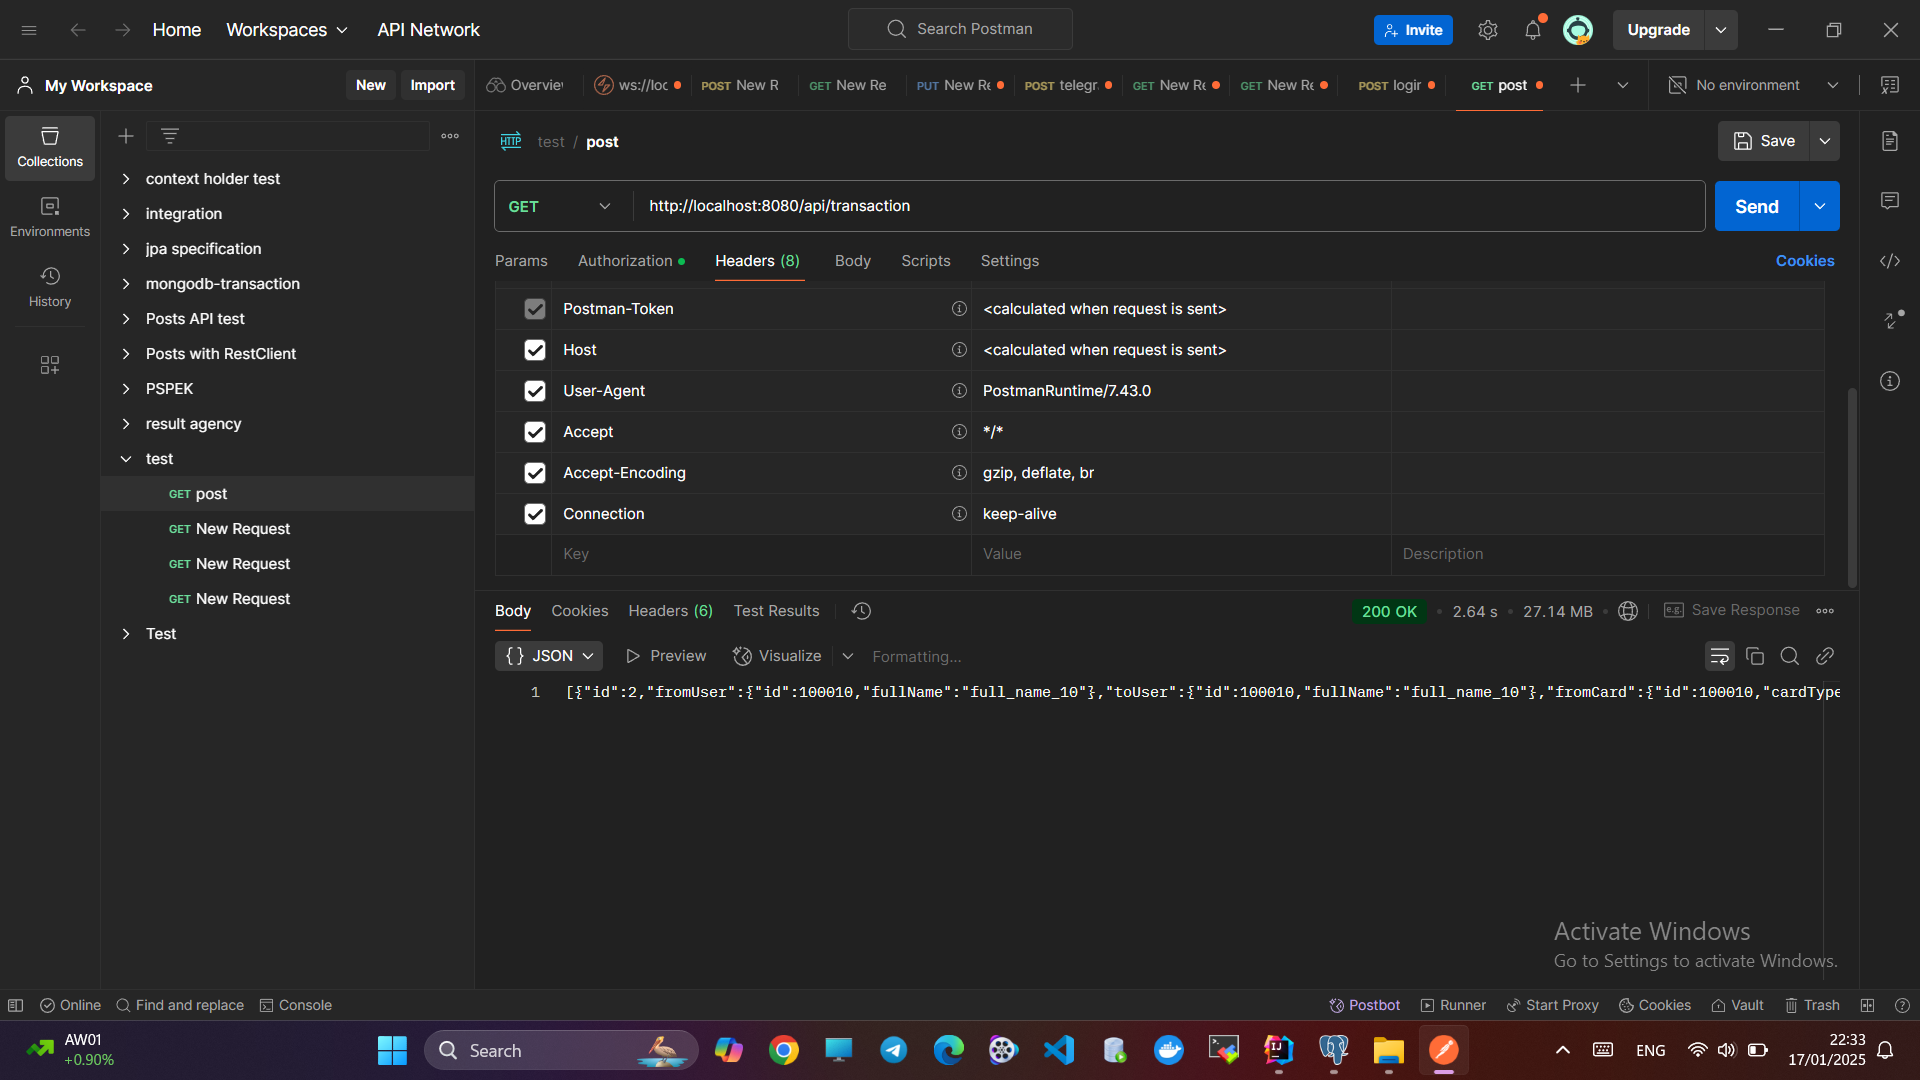 Home Workspaces API Network Search Postman Invite Upgrade
My Workspace New Import Overvie ws://loc POST New R GET New Re PUT New Re POST telegr. GET New Re GET New Re POST logir GET post No environment
Collections
Environments
History
context holder test
integration
jpa specification
mongodb-transaction
Posts API test
Posts with RestClient
PSPEK
result agency
test
GET post
GET New Request
GET New Request
GET New Request
Test
HTTP test / post Save
GET http://localhost:8080/api/transaction Send
Params Authorization Headers (8) Body Scripts Settings Cookies
Postman-Token <calculated when request is sent>
Host <calculated when request is sent>
User-Agent PostmanRuntime/7.43.0
Accept */*
Accept-Encoding gzip, deflate, br
Connection keep-alive
Key Value Description
Body Cookies Headers (6) Test Results 200 OK • 2.64 s • 27.14 MB • e.g. Save Response
{} JSON Preview Visualize Formatting...
1 [{"id":2,"fromUser":{"id":100010,"fullName":"full_name_10"},"toUser":{"id":100010,"fullName":"full_name_10"},"fromCard":{"id":100010,"cardType
Activate Windows
Go to Settings to activate Windows.
Online Find and replace Console Postbot Runner Start Proxy Cookies Vault Trash
AW01
+0.90%
Search
ENG
22:33
17/01/2025